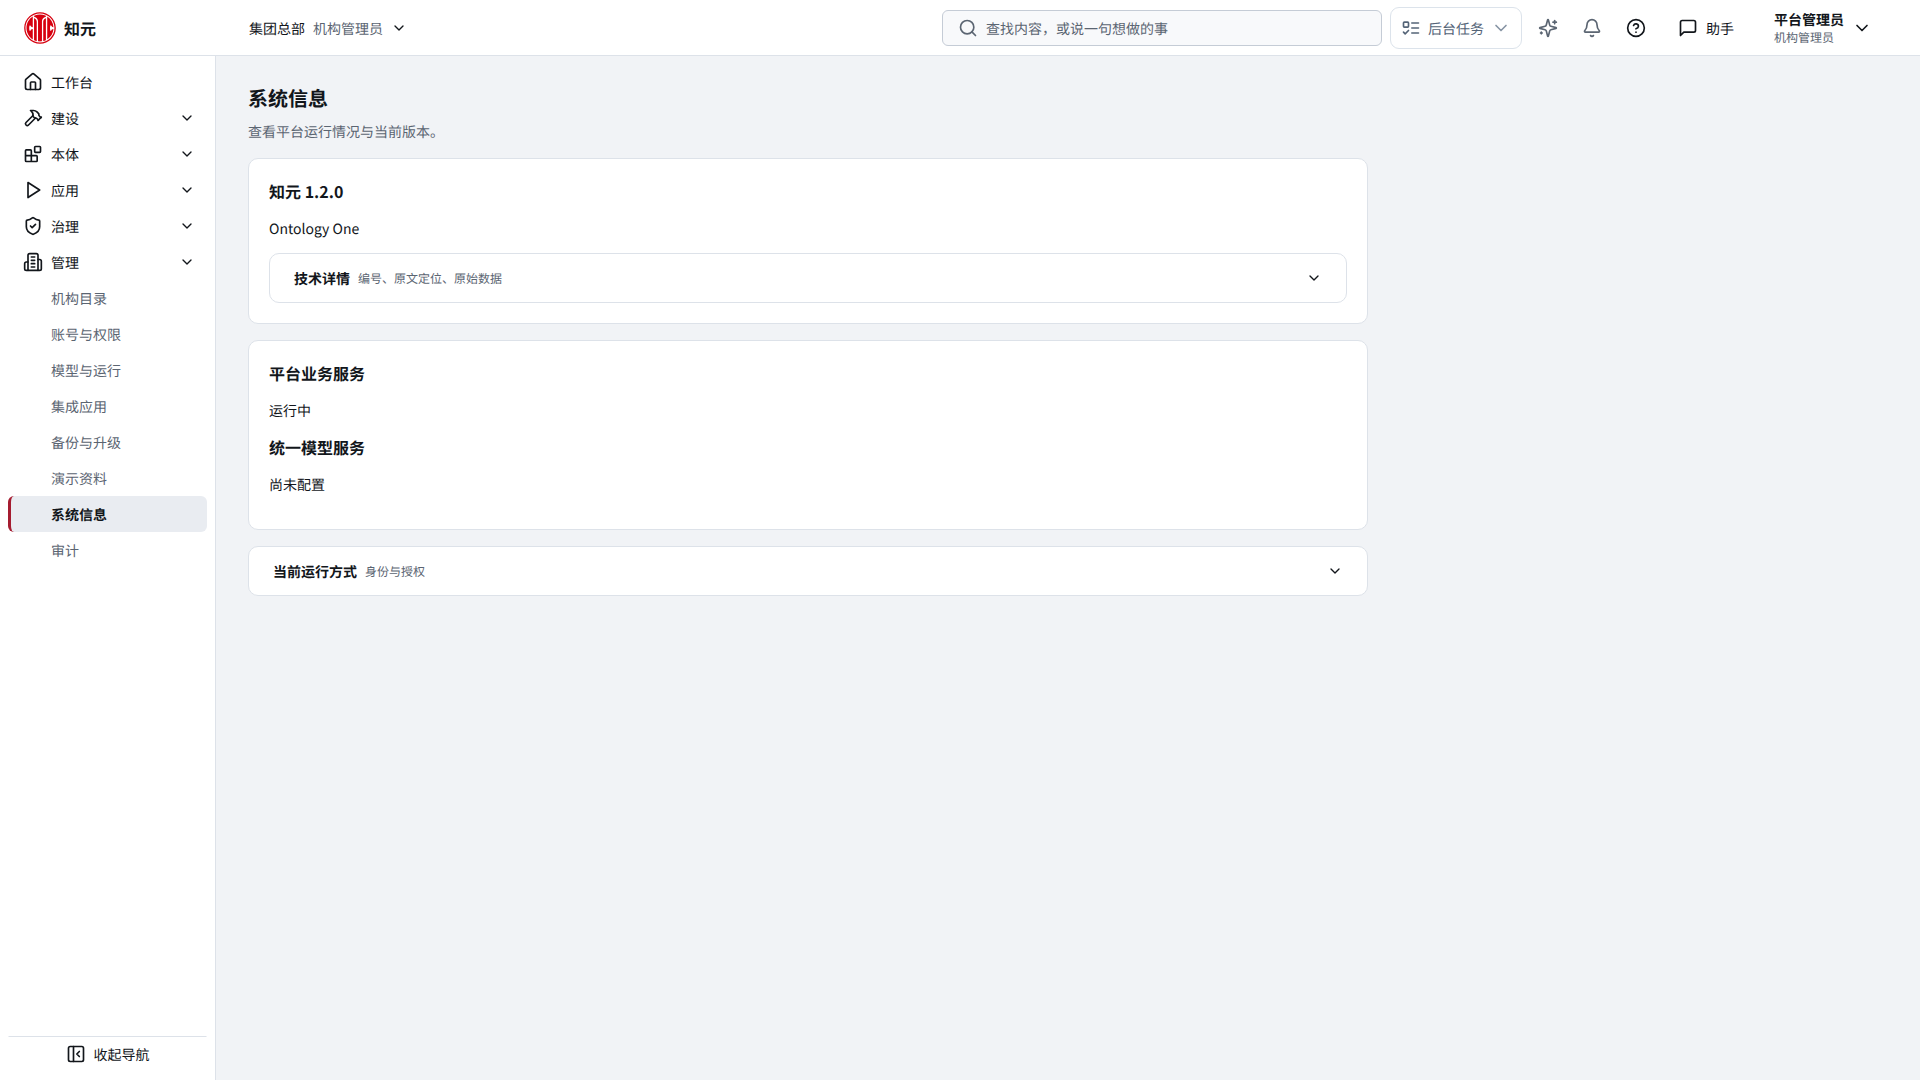 知元
集团总部 机构管理员
查找内容，或说一句想做的事
后台任务
助手
平台管理员
机构管理员
工作台
建设
本体
应用
治理
管理
机构目录
账号与权限
模型与运行
集成应用
备份与升级
演示资料
系统信息
审计
收起导航
系统信息
查看平台运行情况与当前版本。
知元 1.2.0
Ontology One
技术详情 编号、原文定位、原始数据
平台业务服务
运行中
统一模型服务
尚未配置
当前运行方式 身份与授权